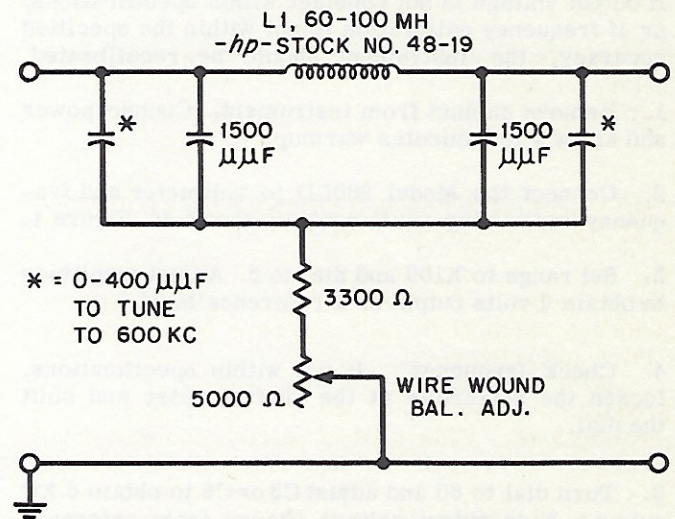 L1, 60-100 MH
-hp- STOCK NO. 48-19
*
1500
μμF
1500
μμF
*
* = 0-400 μμF
TO TUNE
TO 600 KC
3300 Ω
5000 Ω
WIRE WOUND
BAL. ADJ.